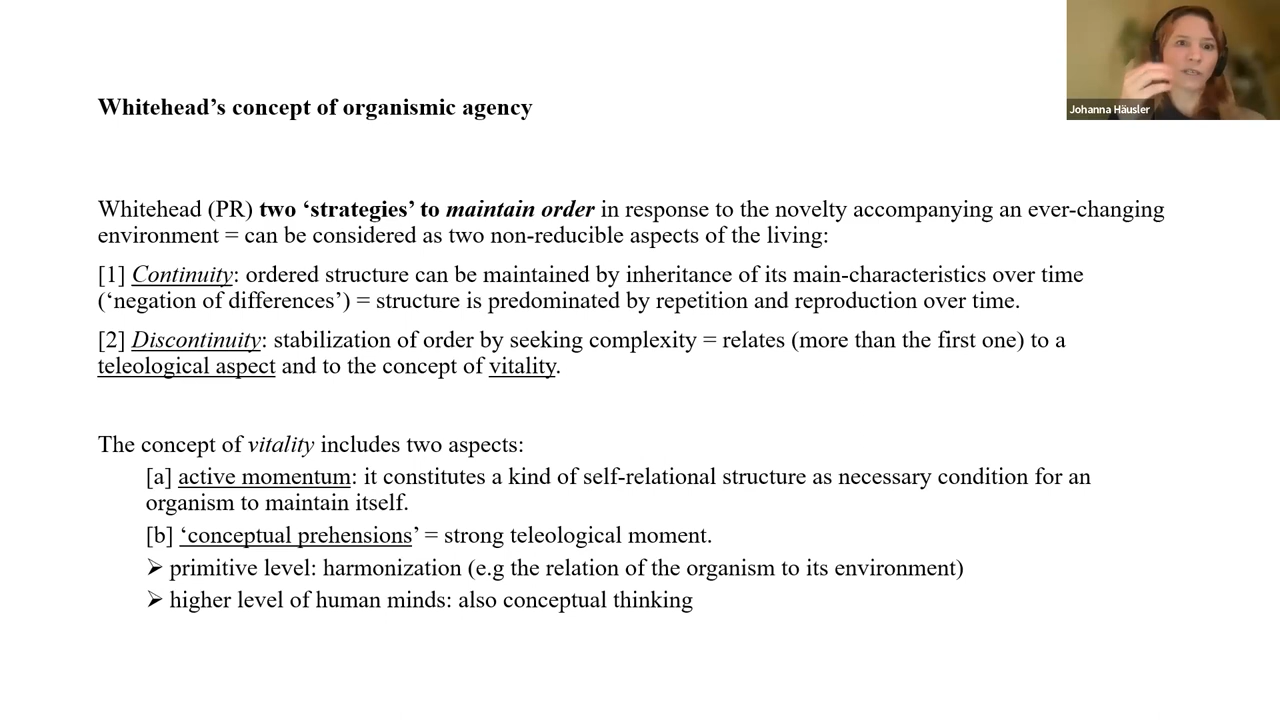 Johanna Häusler
Whitehead’s concept of organismic agency
Whitehead (PR) two ‘strategies’ to maintain order in response to the novelty accompanying an ever-changing
environment = can be considered as two non-reducible aspects of the living:
[1] Continuity: ordered structure can be maintained by inheritance of its main-characteristics over time
(‘negation of differences’) = structure is predominated by repetition and reproduction over time.
[2] Discontinuity: stabilization of order by seeking complexity = relates (more than the first one) to a
teleological aspect and to the concept of vitality.
The concept of vitality includes two aspects:
[a] active momentum: it constitutes a kind of self-relational structure as necessary condition for an
organism to maintain itself.
[b] ‘conceptual prehensions’ = strong teleological moment.
➢ primitive level: harmonization (e.g the relation of the organism to its environment)
➢ higher level of human minds: also conceptual thinking